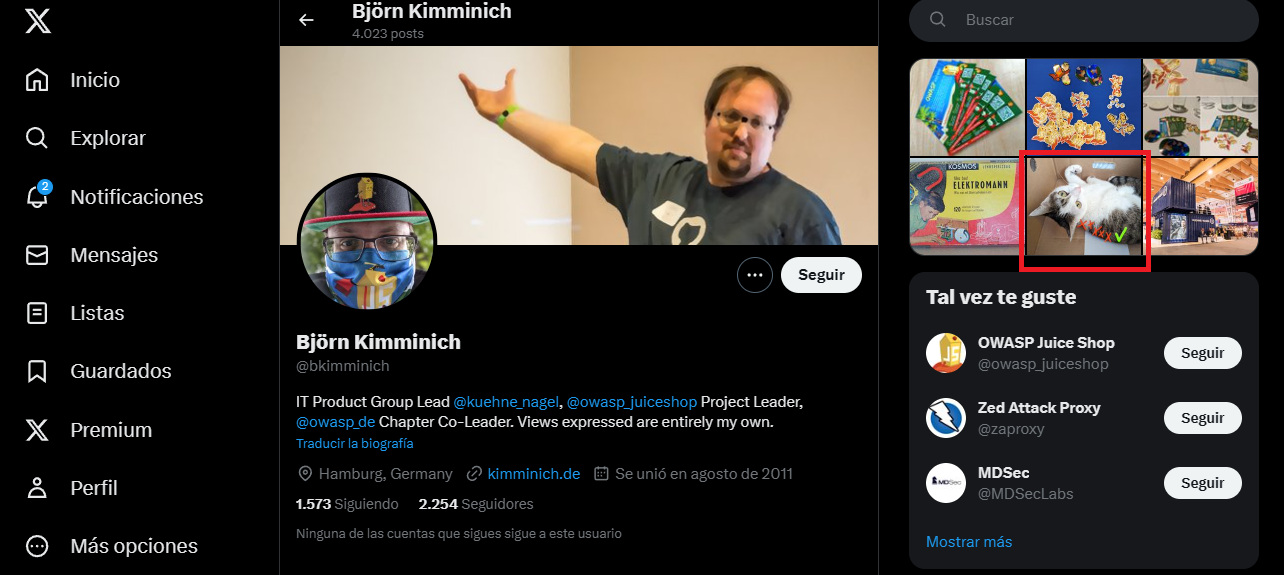 Inicio
Explorar
2
Notificaciones
Mensajes
Listas
Guardados
Premium
Perfil
Más opciones
Björn Kimminich
4.023 posts
Seguir
Björn Kimminich
@bkimminich
IT Product Group Lead @kuehne_nagel, @owasp_juiceshop Project Leader,
@owasp_de Chapter Co-Leader. Views expressed are entirely my own.
Traducir la biografía
Hamburg, Germany kimminich.de Se unió en agosto de 2011
1.573 Siguiendo 2.254 Seguidores
Ninguna de las cuentas que sigues sigue a este usuario
Buscar
KOSMOS
ELEKTROMANN
120
Tal vez te guste
OWASP Juice Shop
@owasp_juiceshop
Seguir
Zed Attack Proxy
@zaproxy
Seguir
MDSec
MDSec
@MDSecLabs
Seguir
Mostrar más